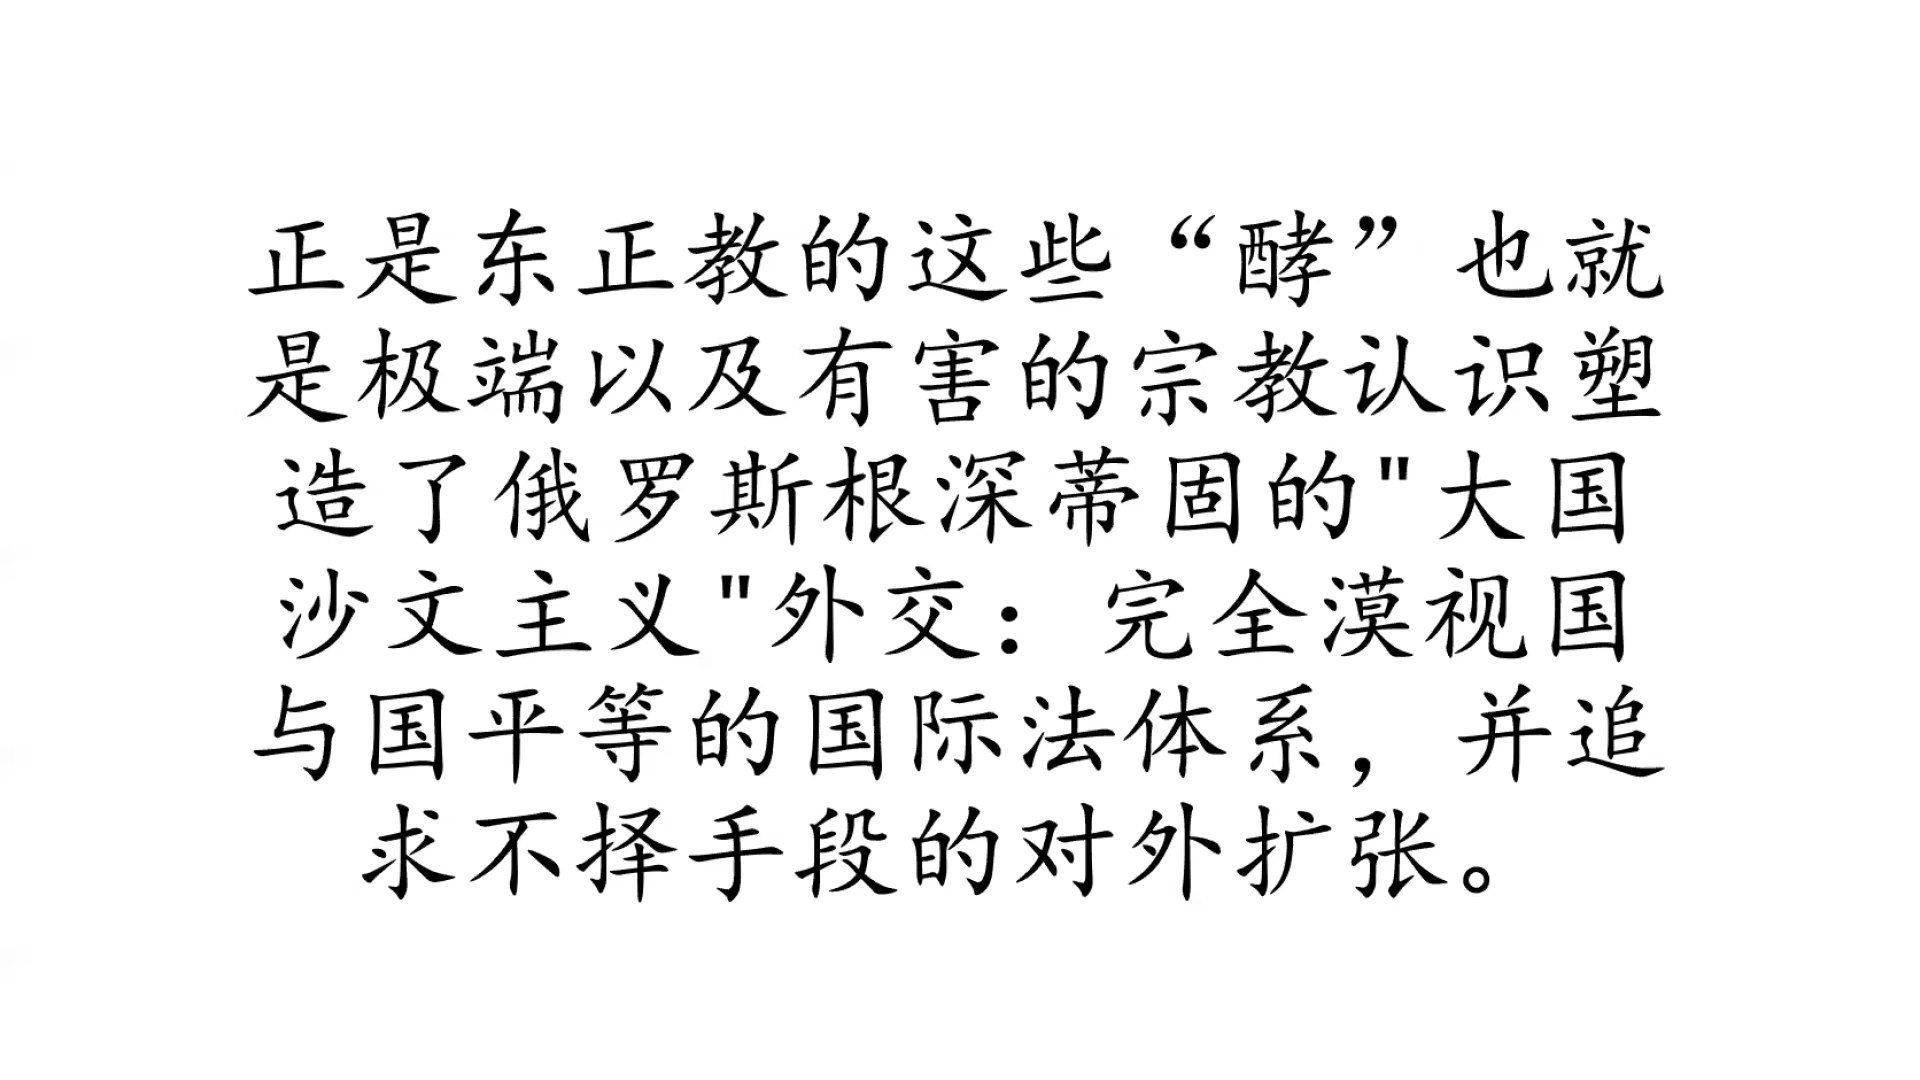 正是东正教的这些“酵”也就
是极端以及有害的宗教认识塑
造了俄罗斯根深蒂固的"大国
沙文主义"外交：完全漠视国
与国平等的国际法体系，并追
求不择手段的对外扩张。